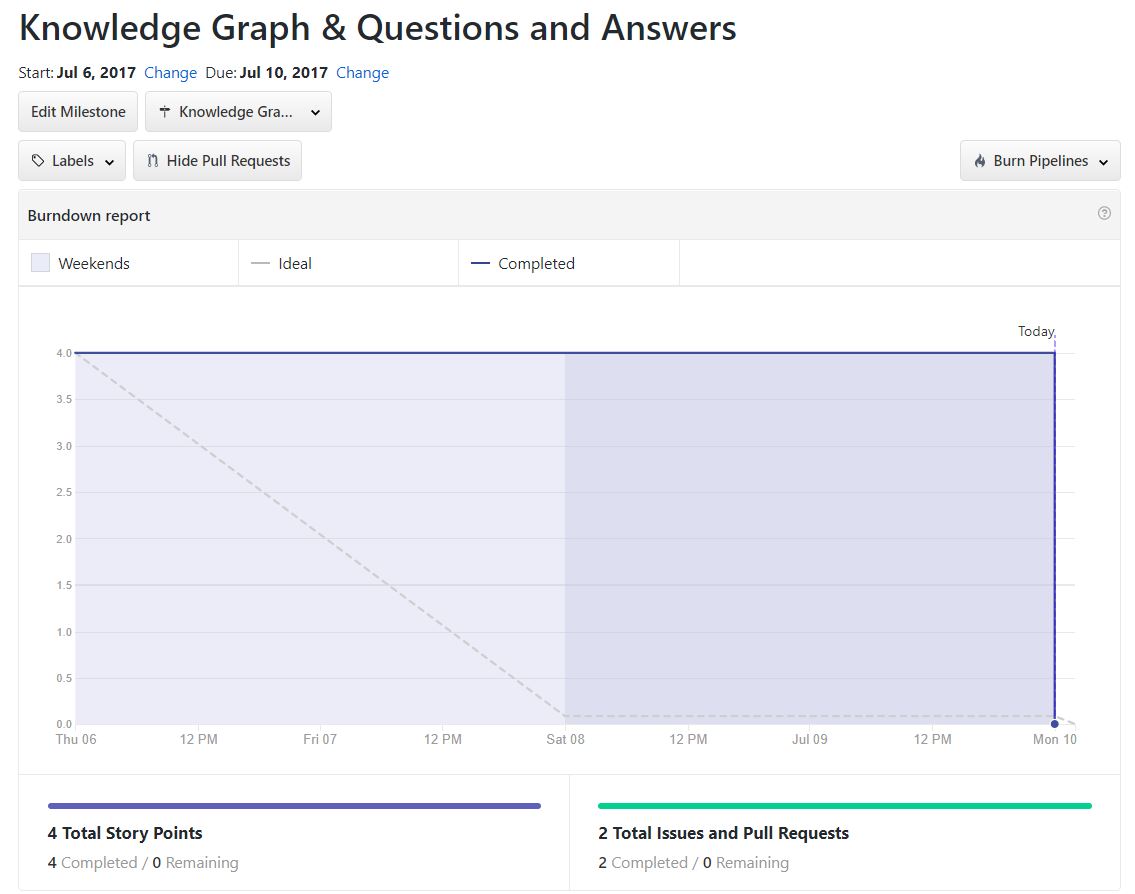 Knowledge Graph & Questions and Answers
Start: Jul 6, 2017 Change Due: Jul 10, 2017 Change
Edit Milestone Knowledge Gra...
Labels Hide Pull Requests Burn Pipelines
Burndown report
Weekends Ideal Completed
Today
4.0
3.5
3.0
2.5
2.0
1.5
1.0
0.5
0.0
Thu 06 12 PM Fri 07 12 PM Sat 08 12 PM Jul 09 12 PM Mon 10
4 Total Story Points
4 Completed / 0 Remaining
2 Total Issues and Pull Requests
2 Completed / 0 Remaining